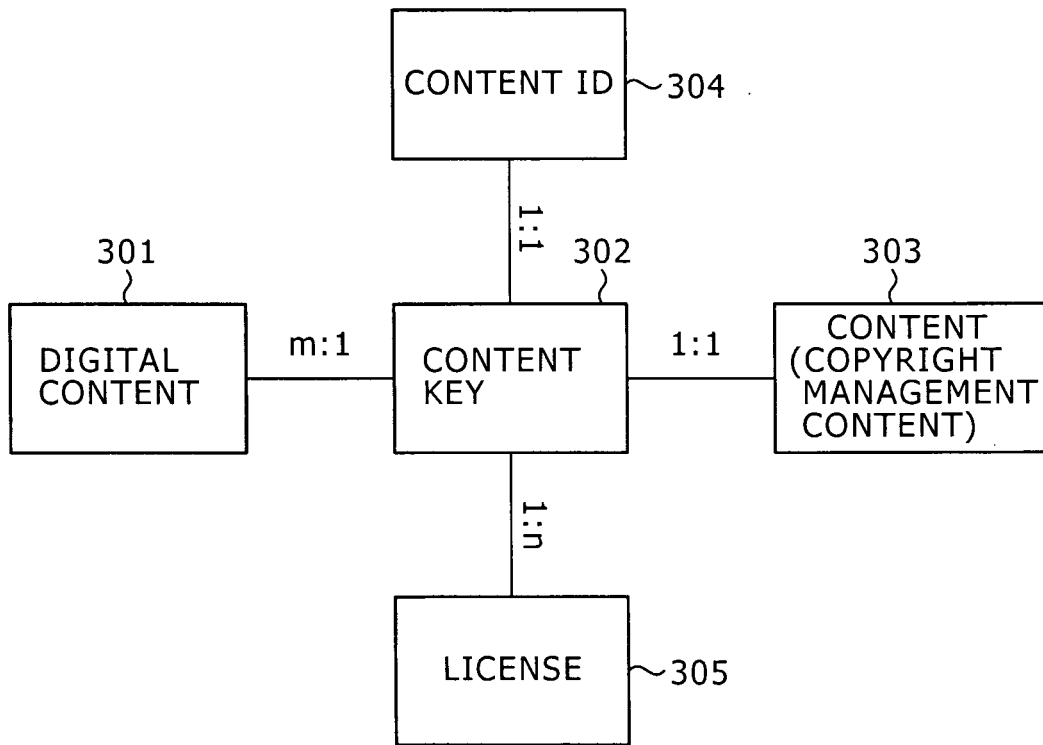 CONTENT ID
304
1:1
301
302
303
DIGITAL
CONTENT
m:1
CONTENT
KEY
1:1
CONTENT
(COPYRIGHT
MANAGEMENT
CONTENT)
1:n
LICENSE
305